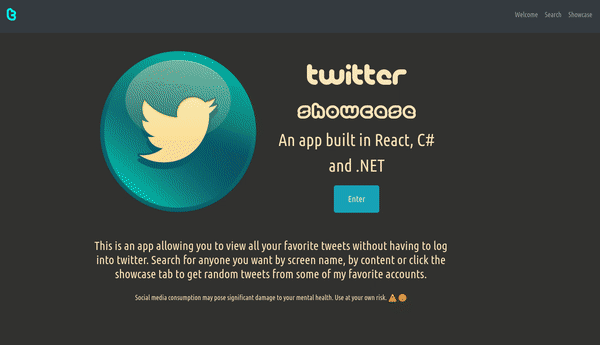 t
Welcome Search Showcase
twitter
showcase
An app built in React, C#
and .NET
Enter
This is an app allowing you to view all your favorite tweets without having to log
into twitter. Search for anyone you want by screen name, by content or click the
showcase tab to get random tweets from some of my favorite accounts.
Social media consumption may pose significant damage to your mental health. Use at your own risk.